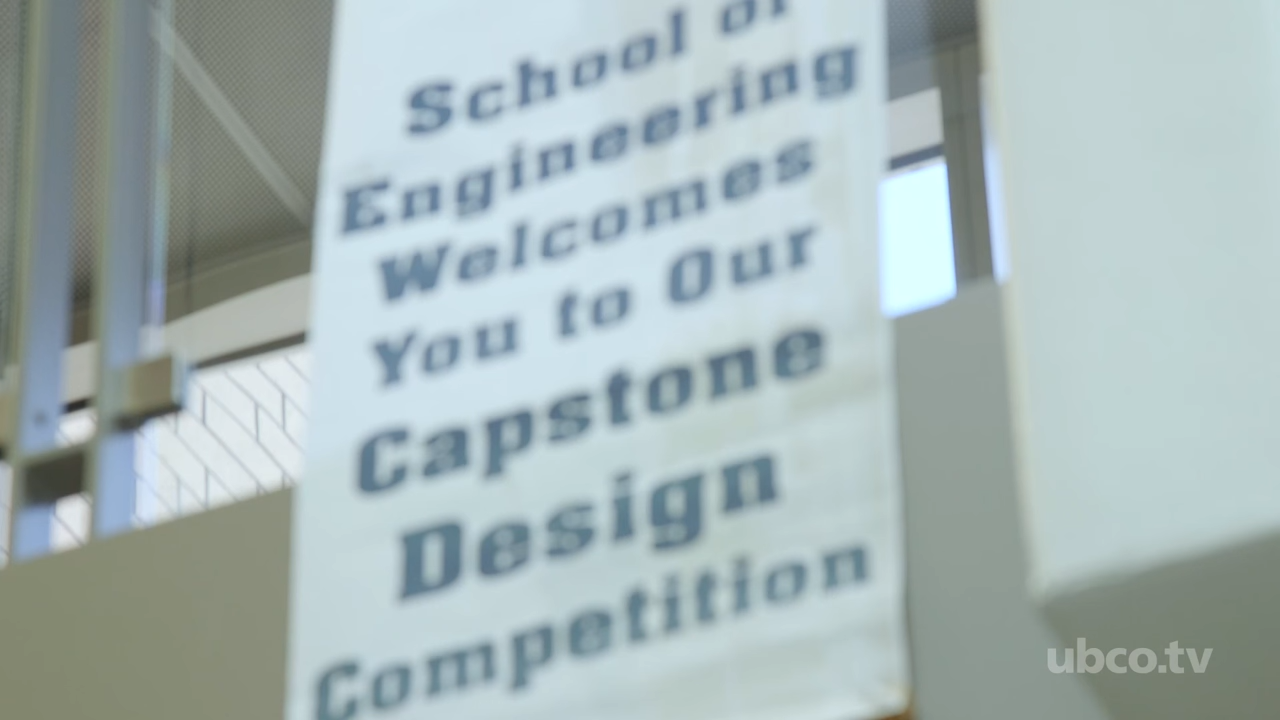 School of
Engineering
Welcomes
You to Our
Capstone
Design
Competition
ubco.tv